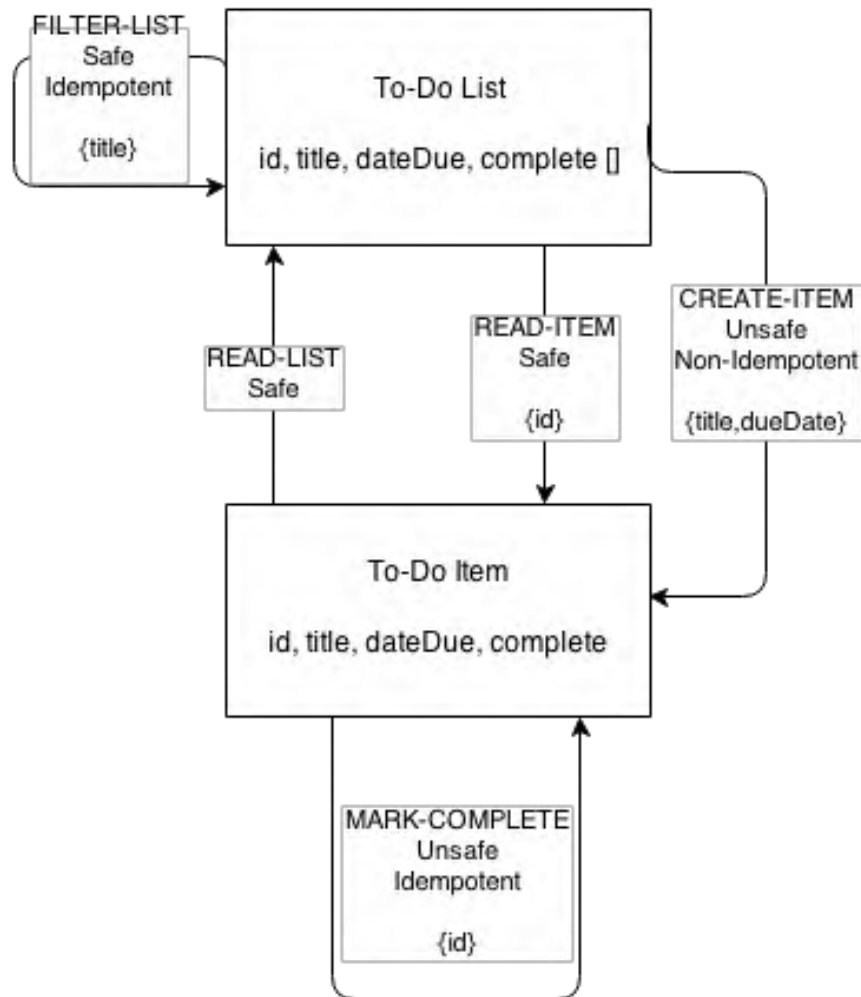 FILTER-LIST
Safe
Idempotent
{title}
To-Do List
id, title, dateDue, complete []
READ-LIST
Safe
READ-ITEM
Safe
{id}
CREATE-ITEM
Unsafe
Non-Idempotent
{title,dueDate}
To-Do Item
id, title, dateDue, complete
MARK-COMPLETE
Unsafe
Idempotent
{id}